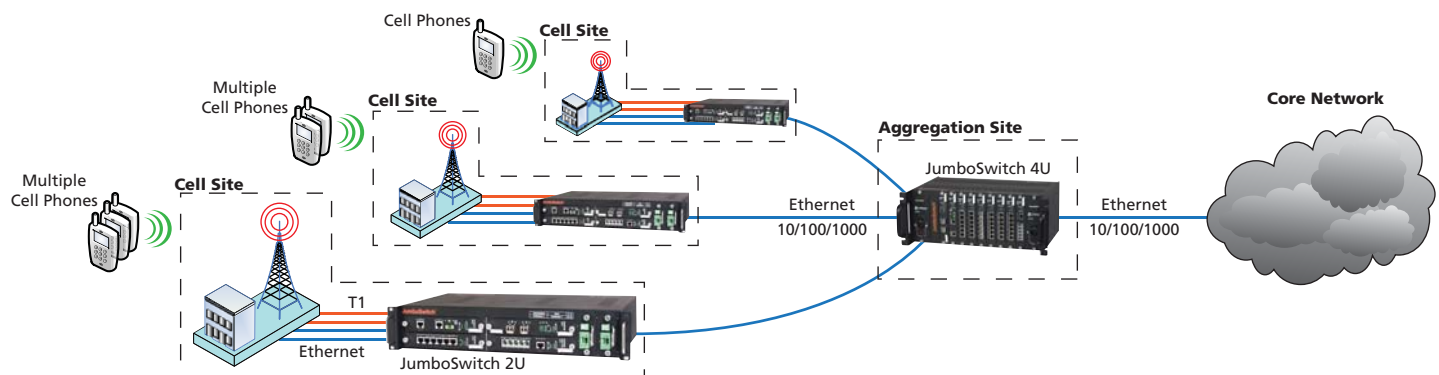 Cell Phones
Cell Site
Multiple
Cell Phones
Cell Site
Core Network
Aggregation Site
JumboSwitch 4U
Multiple
Cell Phones
Cell Site
Ethernet
10/100/1000
Ethernet
10/100/1000
T1
Ethernet
JumboSwitch 2U